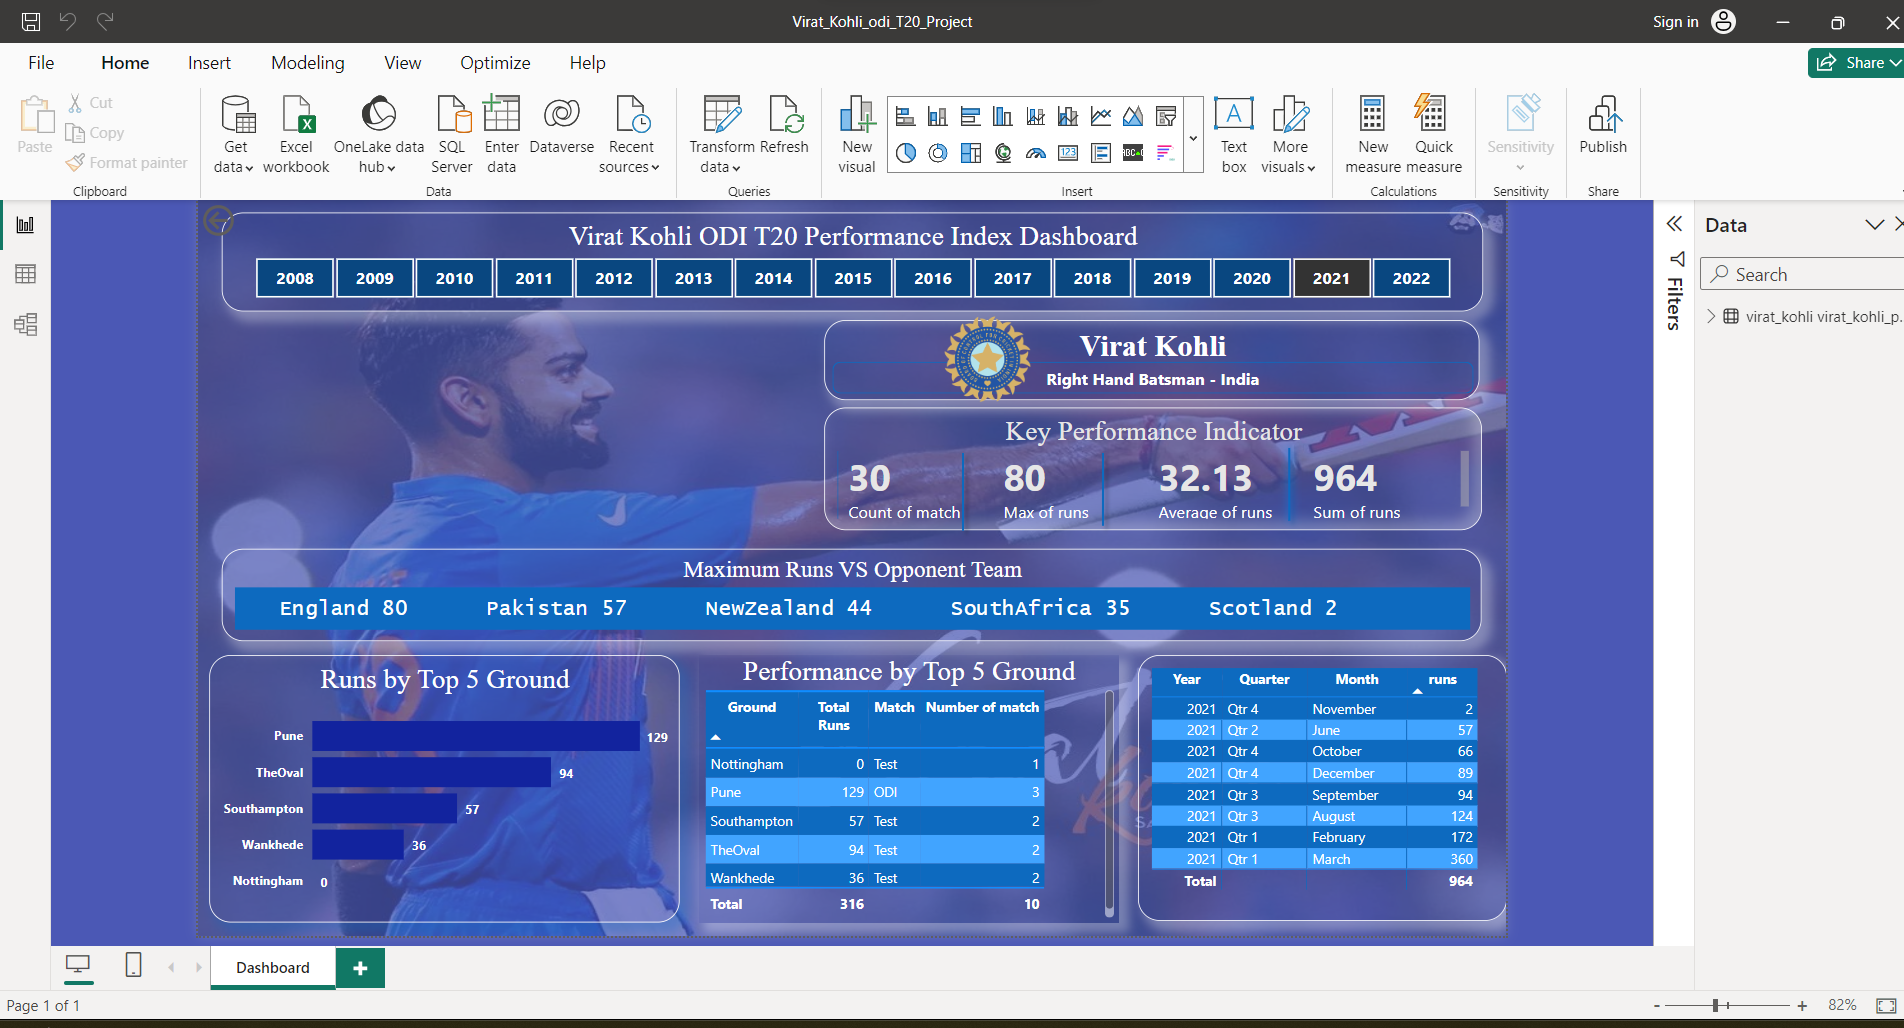 Virat_Kohli_odi_T20_Project
Sign in
File Home Insert Modeling View Optimize Help
Share
Paste
Cut
Copy
Format painter
Clipboard
Get data
Excel workbook
OneLake data hub
SQL Server
Enter data
Dataverse
Recent sources
Data
Transform data
Refresh
Queries
New visual
123
ABC
Insert
A
Text box
More visuals
New measure
Quick measure
Calculations
Sensitivity
Sensitivity
Publish
Share
Virat Kohli ODI T20 Performance Index Dashboard
2008 2009 2010 2011 2012 2013 2014 2015 2016 2017 2018 2019 2020 2021 2022
Virat Kohli
Right Hand Batsman - India
Key Performance Indicator
30 80 32.13 964
Count of match Max of runs Average of runs Sum of runs
Maximum Runs VS Opponent Team
England 80 Pakistan 57 NewZealand 44 SouthAfrica 35 Scotland 2
Runs by Top 5 Ground
Pune 129
TheOval 94
Southampton 57
Wankhede 36
Nottingham 0
Performance by Top 5 Ground
Ground Total Runs Match Number of match
Nottingham 0 Test 1
Pune 129 ODI 3
Southampton 57 Test 2
TheOval 94 Test 2
Wankhede 36 Test 2
Total 316 10
Year Quarter Month runs
2021 Qtr 4 November 2
2021 Qtr 2 June 57
2021 Qtr 4 October 66
2021 Qtr 4 December 89
2021 Qtr 3 September 94
2021 Qtr 3 August 124
2021 Qtr 1 February 172
2021 Qtr 1 March 360
Total 964
Filters
Data
Search
virat_kohli virat_kohli_p...
Dashboard
Page 1 of 1
- + 82%